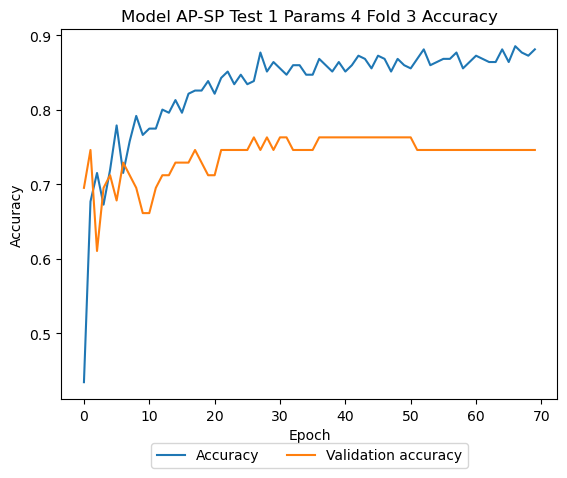 Model AP-SP Test 1 Params 4 Fold 3 Accuracy
0.9
0.8
0.7
0.6
0.5
Accuracy
0 10 20 30 40 50 60 70
Epoch
Accuracy Validation accuracy